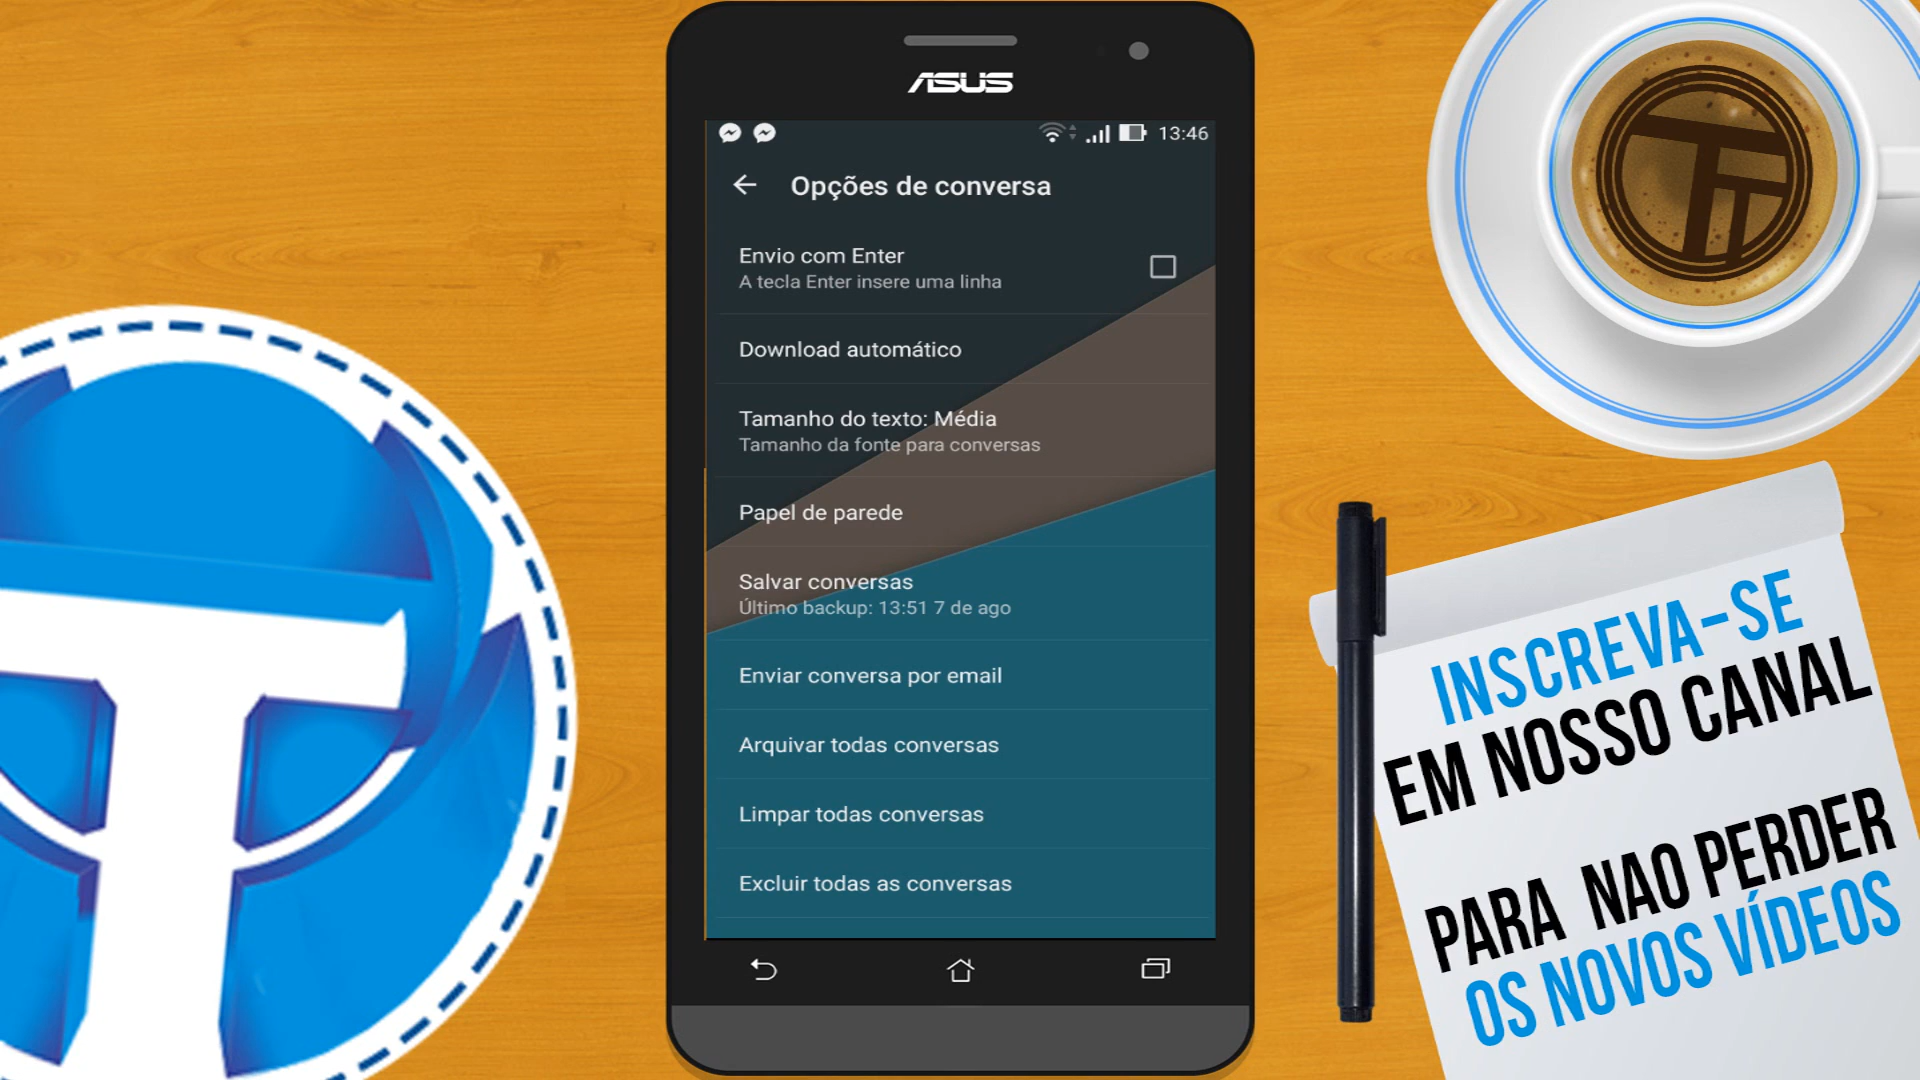 ASUS
13:46
Opções de conversa
Envio com Enter
A tecla Enter insere uma linha
Download automático
Tamanho do texto: Média
Tamanho da fonte para conversas
Papel de parede
Salvar conversas
Último backup: 13:51 7 de ago
Enviar conversa por email
Arquivar todas conversas
Limpar todas conversas
Excluir todas as conversas
INSCREVA-SE
EM NOSSO CANAL
PARA NAO PERDER
OS NOVOS VÍDEOS